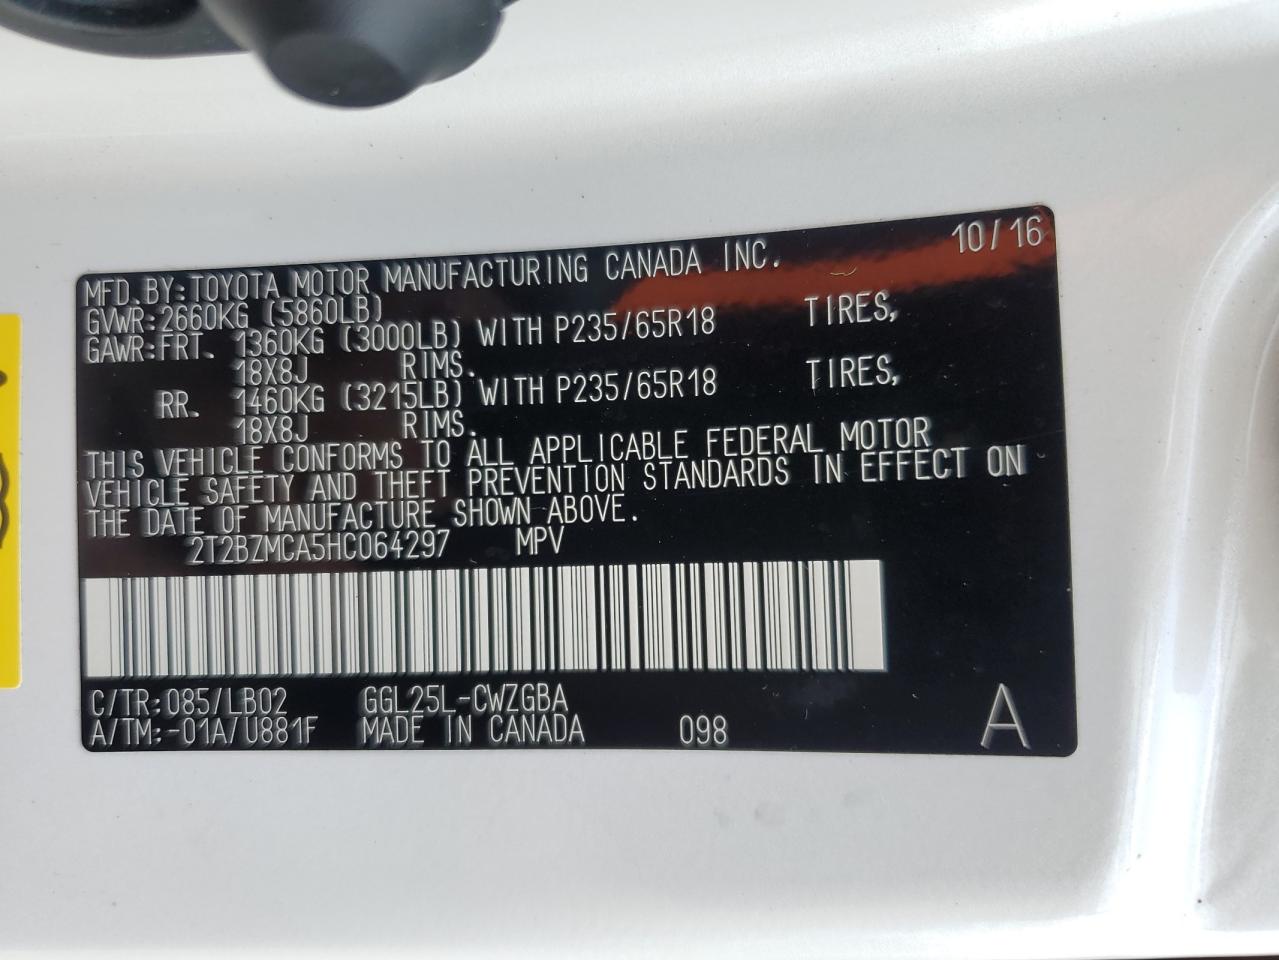 MFD.BY:TOYOTA MOTOR MANUFACTURING CANADA INC. 10/16
GVWR:2660KG (5860LB)
GAWR:FRT. 1360KG (3000LB) WITH P235/65R18 TIRES,
18X8J RIMS.
RR. 1460KG (3215LB) WITH P235/65R18 TIRES,
18X8J RIMS.
THIS VEHICLE CONFORMS TO ALL APPLICABLE FEDERAL MOTOR
VEHICLE SAFETY AND THEFT PREVENTION STANDARDS IN EFFECT ON
THE DATE OF MANUFACTURE SHOWN ABOVE.
2T2BZMCA5HC064297 MPV
C/TR:085/LB02 GGL25L-CWZGBA
A/TM:-01A/U881F MADE IN CANADA 098 A